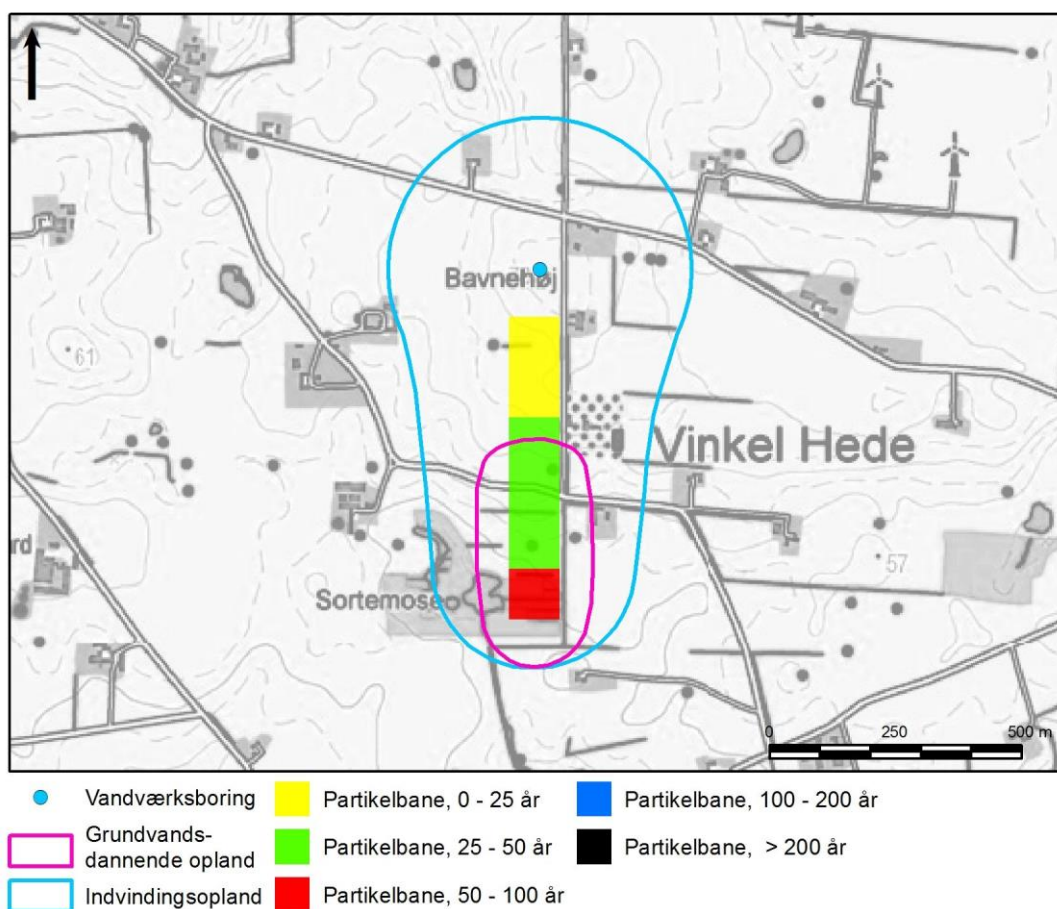 Bavnehøj
61
Vinkel Hede
57
rd
Sortemose
0 250 500 m
Vandværksboring
Grundvands-
dannende opland
Indvindingsopland
Partikelbane, 0 - 25 år
Partikelbane, 25 - 50 år
Partikelbane, 50 - 100 år
Partikelbane, 100 - 200 år
Partikelbane, > 200 år